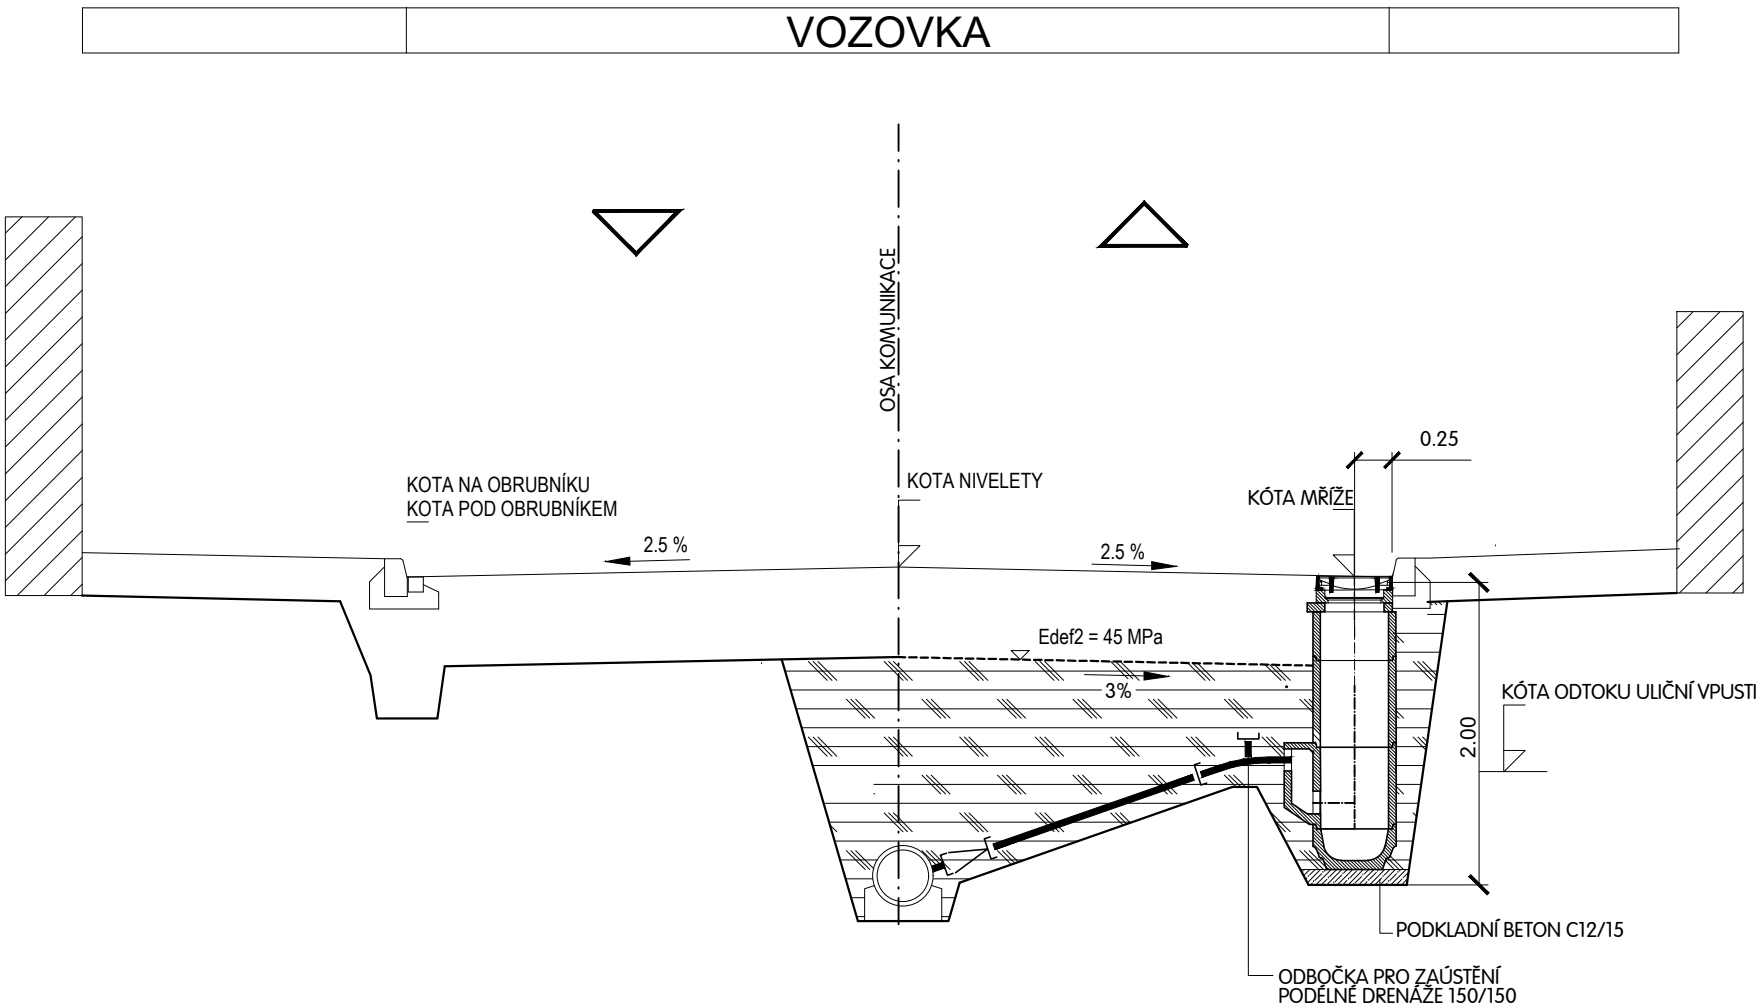 VOZOVKA
OSA KOMUNIKACE
0.25
KOTA NA OBRUBNÍKU
KOTA POD OBRUBNÍKEM
KOTA NIVELETY
KÓTA MŘÍŽE
2.5 %
2.5 %
Edef2 = 45 MPa
3%
KÓTA ODTOKU ULIČNÍ VPUSTI
2.00
PODKLADNÍ BETON C12/15
ODBOČKA PRO ZAÚSTĚNÍ
PODÉLNÉ DRENÁŽE 150/150